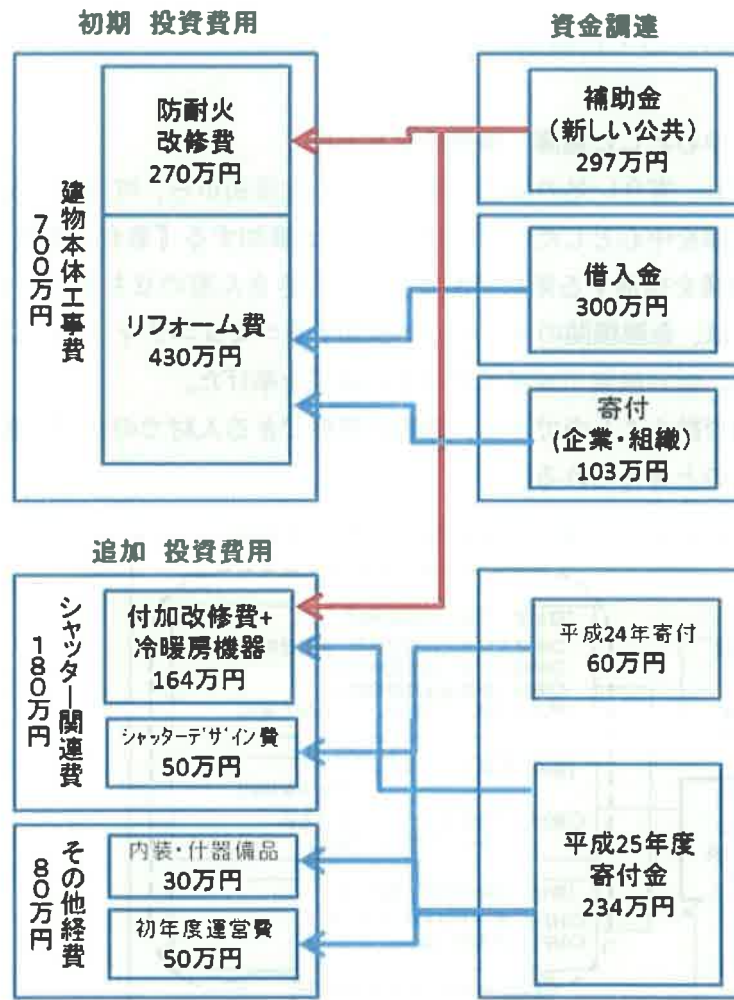 初期 投資費用
建物本体工事費
700万円
防耐火
改修費
270万円
リフォーム費
430万円
資金調達
補助金
(新しい公共)
297万円
借入金
300万円
寄付
(企業・組織)
103万円
追加 投資費用
シャッター関連費
180万円
付加改修費+
冷暖房機器
164万円
シャッターデザイン費
50万円
その他経費
80万円
内装・什器備品
30万円
初年度運営費
50万円
平成24年寄付
60万円
平成25年度
寄付金
234万円